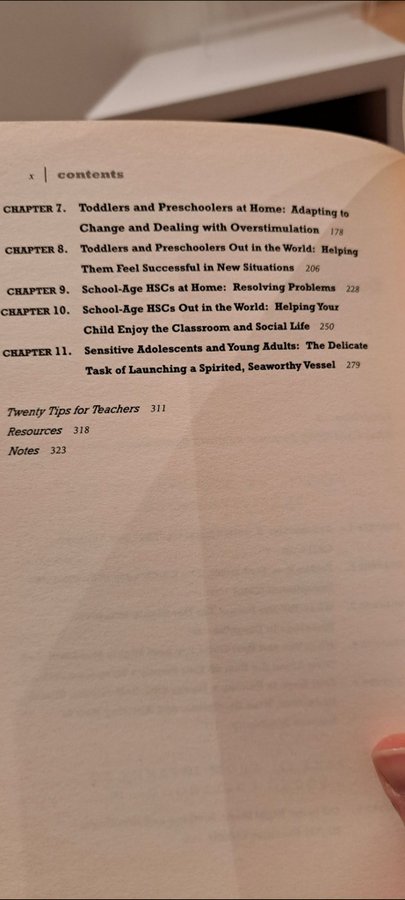 x | contents
CHAPTER 7. Toddlers and Preschoolers at Home: Adapting to
Change and Dealing with Overstimulation 178
CHAPTER 8. Toddlers and Preschoolers Out in the World: Helping
Them Feel Successful in New Situations 206
CHAPTER 9. School-Age HSCs at Home: Resolving Problems 228
CHAPTER 10. School-Age HSCs Out in the World: Helping Your
Child Enjoy the Classroom and Social Life 250
CHAPTER 11. Sensitive Adolescents and Young Adults: The Delicate
Task of Launching a Spirited, Seaworthy Vessel 279
Twenty Tips for Teachers 311
Resources 318
Notes 323